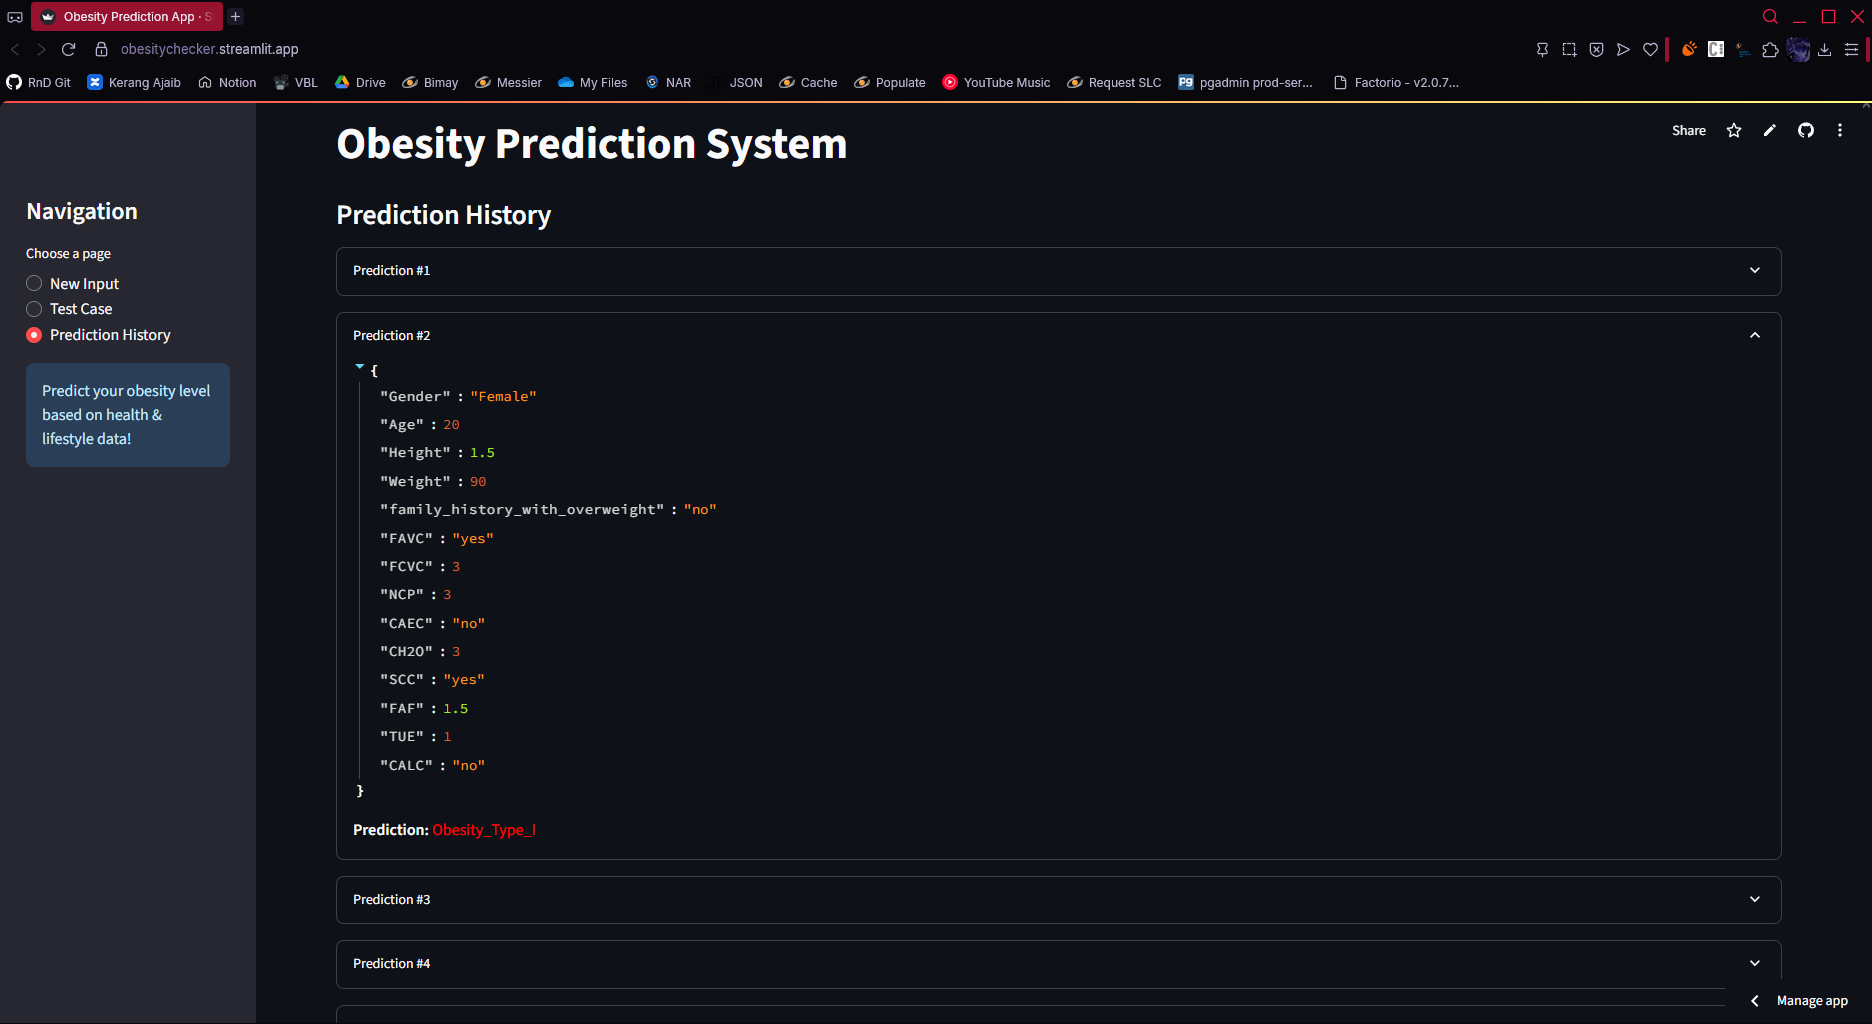 Obesity Prediction App · S
obesitychecker.streamlit.app
RnD Git Kerang Ajaib Notion VBL Drive Bimay Messier My Files NAR JSON Cache Populate YouTube Music Request SLC pgadmin prod-ser... Factorio - v2.0.7...
Share
Navigation
Choose a page
New Input
Test Case
Prediction History
Predict your obesity level
based on health &
lifestyle data!
Obesity Prediction System
Prediction History
Prediction #1
Prediction #2
{
"Gender" : "Female"
"Age" : 20
"Height" : 1.5
"Weight" : 90
"family_history_with_overweight" : "no"
"FAVC" : "yes"
"FCVC" : 3
"NCP" : 3
"CAEC" : "no"
"CH2O" : 3
"SCC" : "yes"
"FAF" : 1.5
"TUE" : 1
"CALC" : "no"
}
Prediction: Obesity_Type_I
Prediction #3
Prediction #4
Manage app